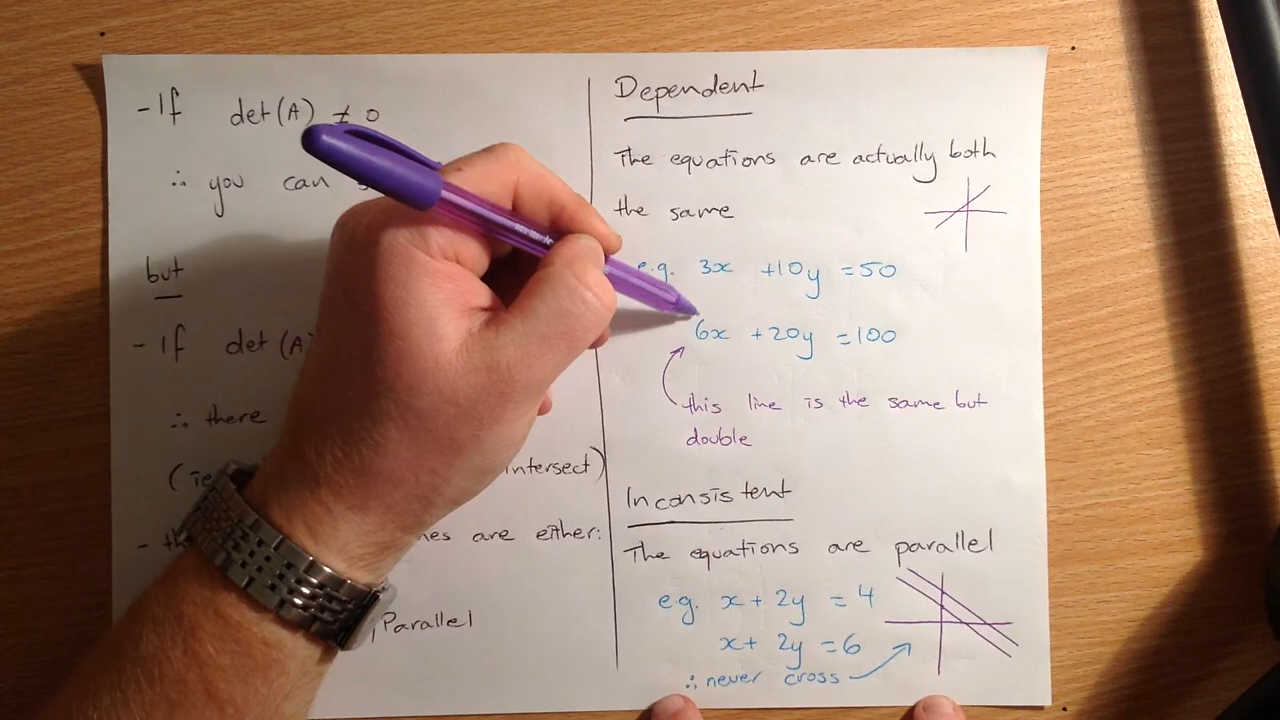 -If det(A) ≠ 0
∴ you can
but
-If det(A)
∴ there
(ie intersect)
- are either:
,Parallel
Dependent
The equations are actually both
the same
e.g. 3x +10y =50
6x +20y =100
this line is the same but
double
Inconsistent
The equations are parallel
e.g. x + 2y = 4
x+ 2y =6
∴ never cross